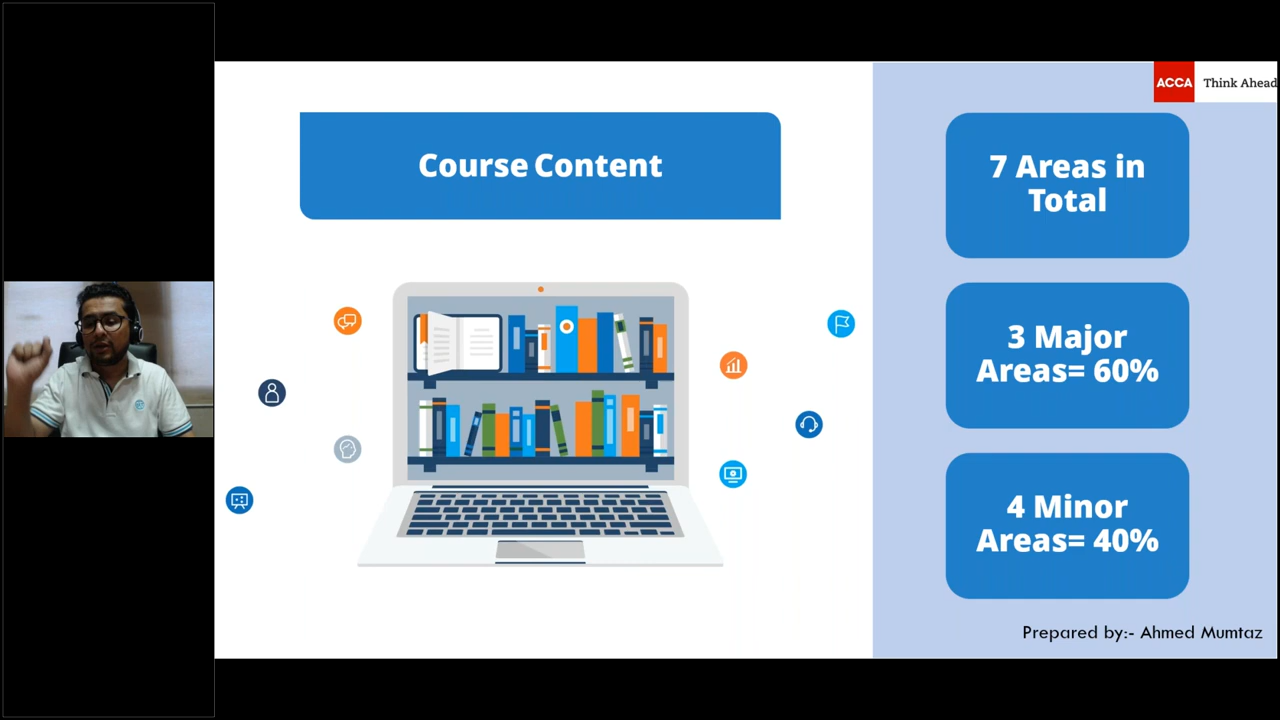 Course Content
ACCA Think Ahead
7 Areas in
Total
3 Major
Areas= 60%
4 Minor
Areas= 40%
Prepared by:- Ahmed Mumtaz